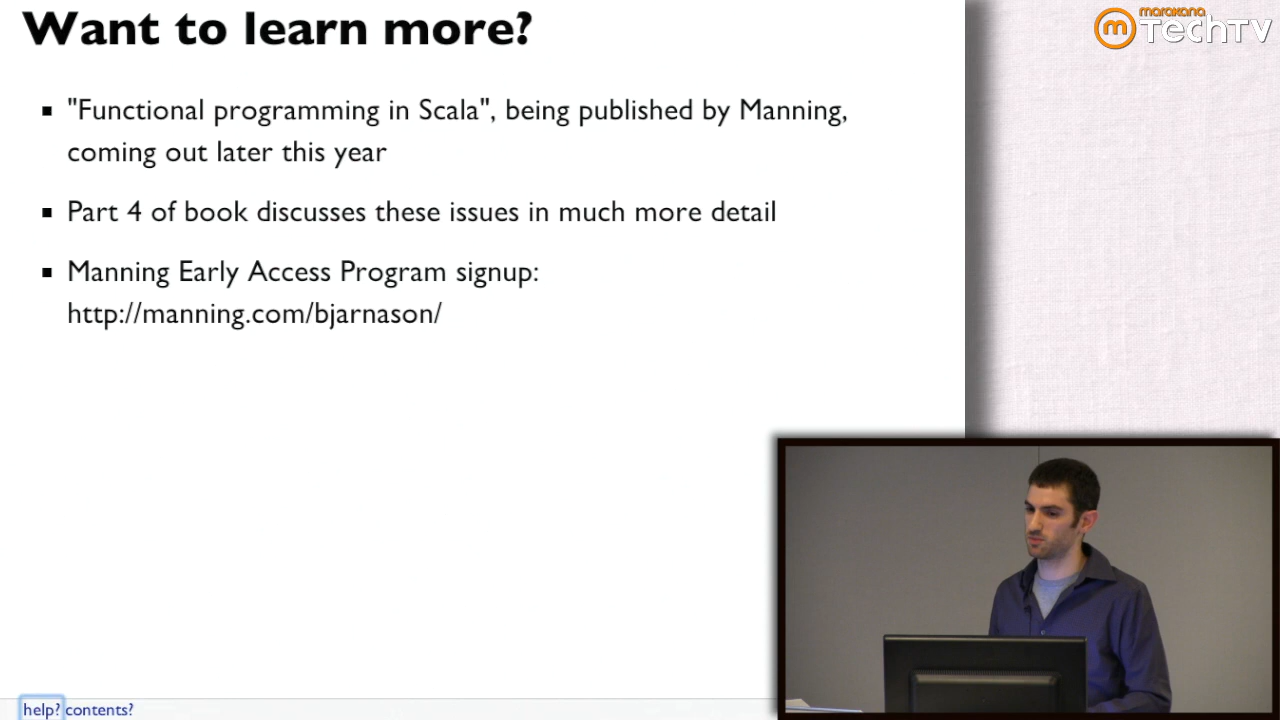 Want to learn more?
marakana
TechTV
"Functional programming in Scala", being published by Manning,
coming out later this year
Part 4 of book discusses these issues in much more detail
Manning Early Access Program signup:
http://manning.com/bjarnason/
help? contents?